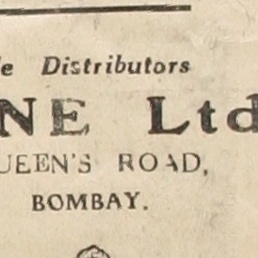 Distributors
NE Ltd
UEEN'S ROAD,
BOMBAY.